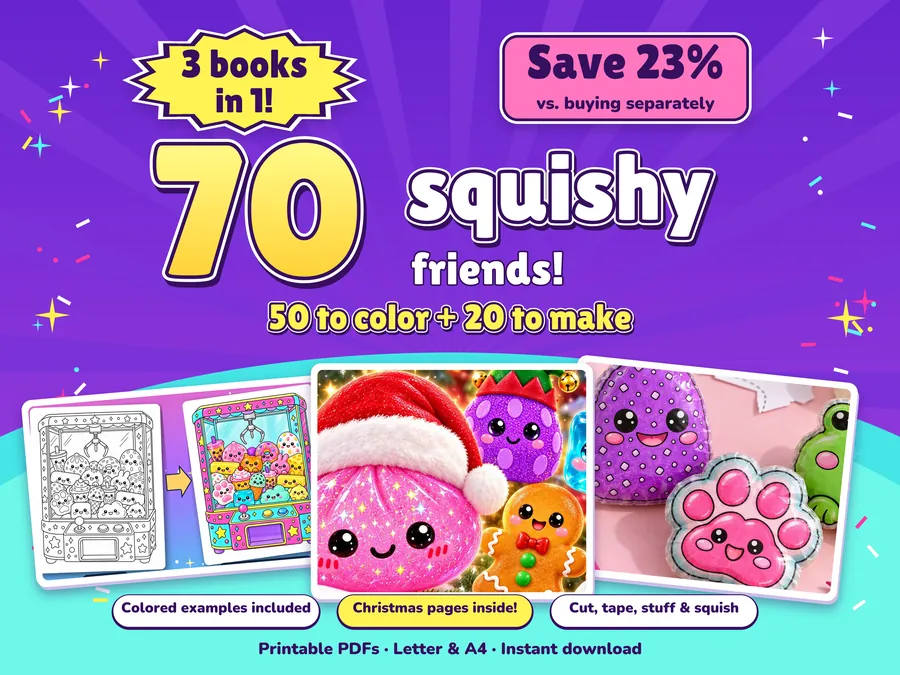 3 books
in 1!
Save 23%
vs. buying separately
70
squishy
friends!
50 to color + 20 to make
Colored examples included
Christmas pages inside!
Cut, tape, stuff & squish
Printable PDFs · Letter & A4 · Instant download